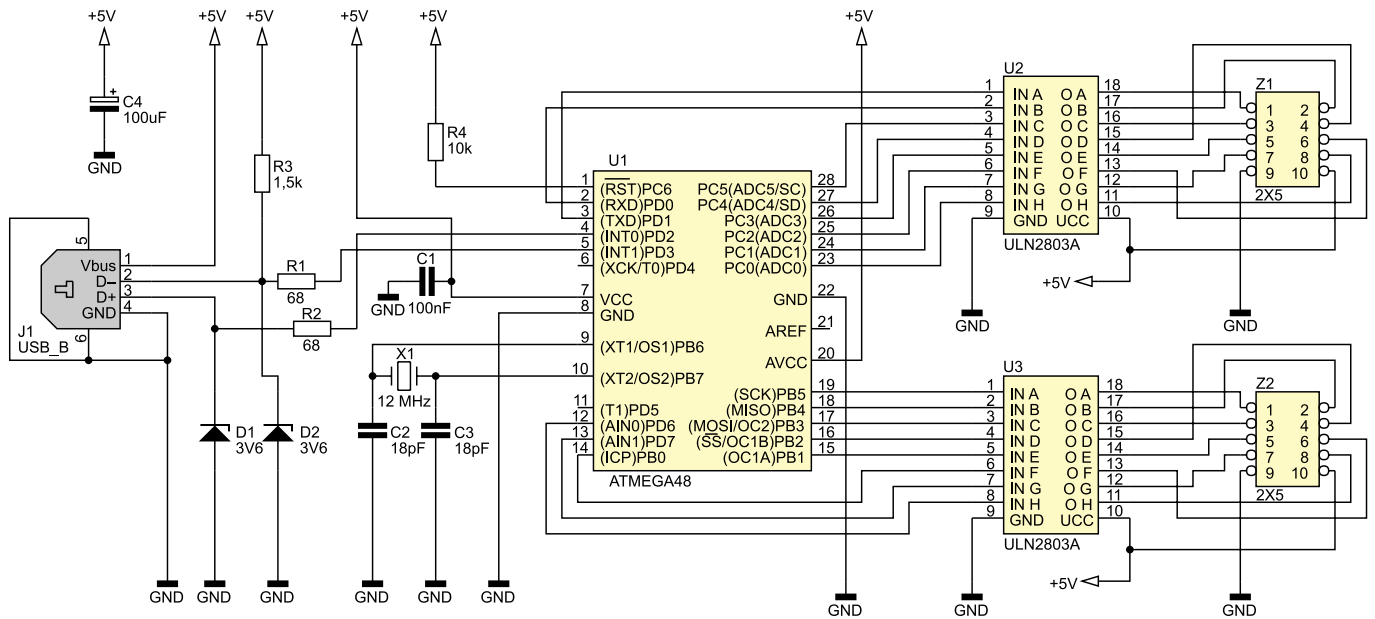 +5V
+5V
+5V
+5V
+5V
+5V
+
C4
100uF
GND
R3
1,5k
R4
10k
5
Vbus
D–
D+
GND
1
2
3
4
6
J1
USB_B
R1
68
R2
68
C1
100nF
GND
X1
12 MHz
D1
3V6
D2
3V6
C2
18pF
C3
18pF
GND
GND
GND
GND
GND
GND
U1
1 (RST)PC6 PC5(ADC5/SC) 28
2 (RXD)PD0 PC4(ADC4/SD) 27
3 (TXD)PD1 PC3(ADC3) 26
4 (INT0)PD2 PC2(ADC2) 25
5 (INT1)PD3 PC1(ADC1) 24
6 (XCK/T0)PD4 PC0(ADC0) 23
7 VCC GND 22
8 GND
AREF 21
9 (XT1/OS1)PB6
AVCC 20
10 (XT2/OS2)PB7
(SCK)PB5 19
11 (T1)PD5 (MISO)PB4 18
12 (AIN0)PD6 (MOSI/OC2)PB3 17
13 (AIN1)PD7 (SS/OC1B)PB2 16
14 (ICP)PB0 (OC1A)PB1 15
ATMEGA48
GND
U2
1 IN A O A 18
2 IN B O B 17
3 IN C O C 16
4 IN D O D 15
5 IN E O E 14
6 IN F O F 13
7 IN G O G 12
8 IN H O H 11
9 GND UCC 10
ULN2803A
+5V
GND
Z1
1 2
3 4
5 6
7 8
9 10
2X5
GND
U3
1 IN A O A 18
2 IN B O B 17
3 IN C O C 16
4 IN D O D 15
5 IN E O E 14
6 IN F O F 13
7 IN G O G 12
8 IN H O H 11
9 GND UCC 10
ULN2803A
+5V
GND
Z2
1 2
3 4
5 6
7 8
9 10
2X5
GND